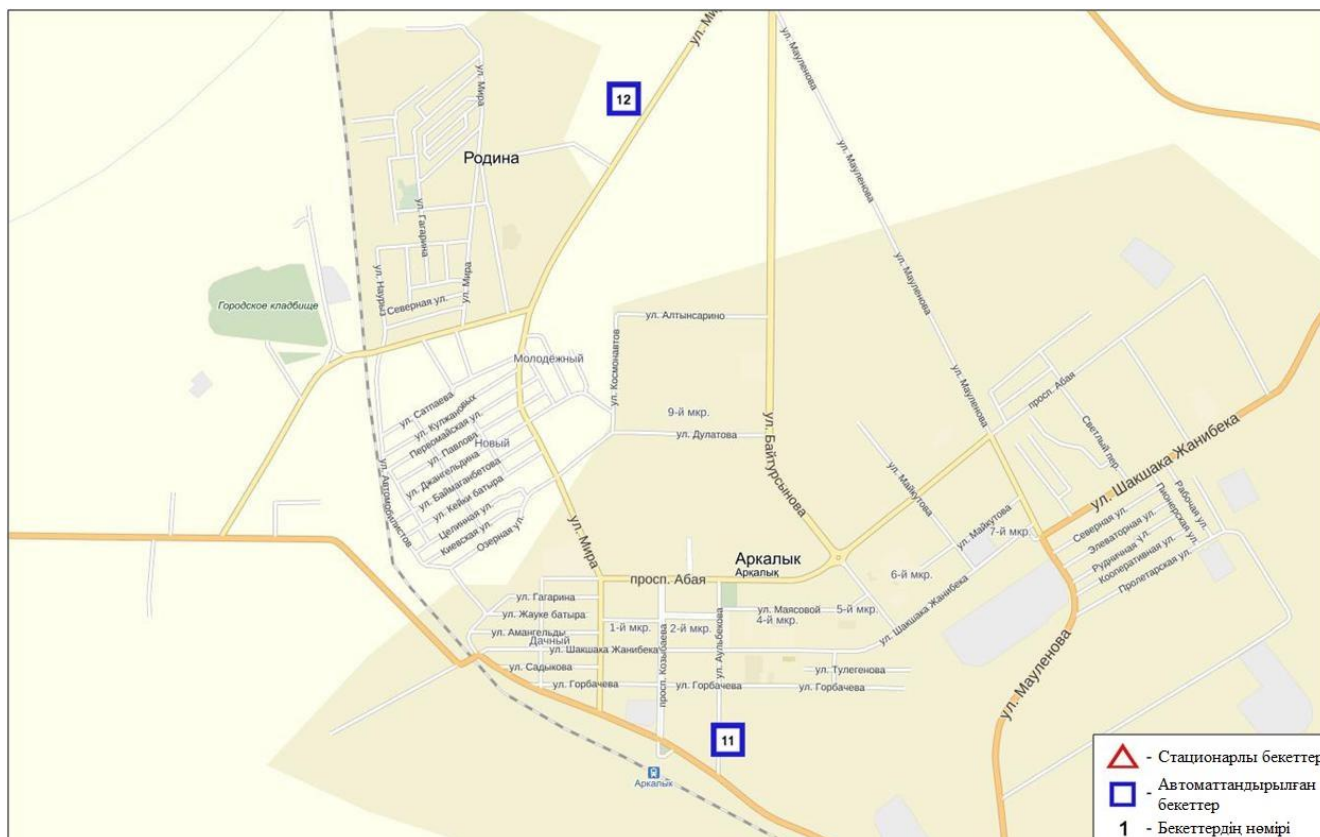 ул. Мира
ул. Мауленова
12
ул. Мира
Родина
ул. Мауленова
ул. Гагарина
ул. Мира
ул. Наурыз
Северная ул.
Городское кладбище
ул. Мауленова
ул. Алтынсарино
ул. Космонавтов
Молодёжный
ул. Мауленова
просп. Абая
9-й мкр.
ул. Дулатова
ул. Байтурсынова
Светлый пер.
ул. Шакшака Жанибека
ул. Сатпаева
ул. Кулжановых
Первомайская ул.
ул. Павлова
Новый
ул. Джангельдина
ул. Баймаганбетова
ул. Кейки батыра
Целинная ул.
Киевская ул.
Озерная ул.
ул. Автомобилистов
ул. Мира
ул. Майкутова
ул. Майкутова
7-й мкр.
6-й мкр.
Северная ул.
Элеваторная ул.
Рудничная ул.
Кооперативная ул.
Пролетарская ул.
Пионерская ул.
Рабочая ул.
Аркалык
Арқалық
просп. Абая
ул. Гагарина
ул. Жауке батыра
ул. Амангельды
Дачный
1-й мкр.
2-й мкр.
ул. Маясовой
4-й мкр.
5-й мкр.
ул. Шакшака Жанибека
ул. Шакшака Жанибека
ул. Садыкова
просп. Козыбаева
ул. Аульбекова
ул. Тулегенова
ул. Горбачева
ул. Горбачева
ул. Горбачева
ул. Мауленова
11
Аркалык
- Стационарлы бекеттер
- Автоматтандырылған
бекеттер
1 - Бекеттердің нөмірі